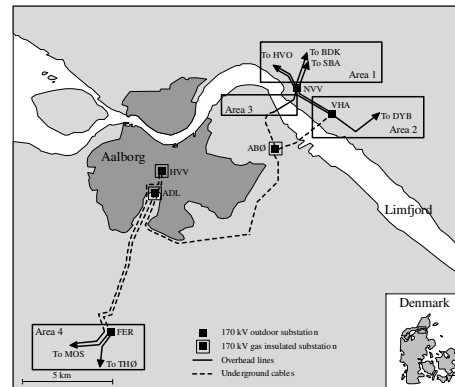 To HVO
To BDK
To SBA
Area 1
NVV
VHA
Area 3
To DYB
Area 2
ABØ
Aalborg
HVV
ADL
Limfjord
Area 4
FER
To MOS
To THØ
5 km
170 kV outdoor substation
170 kV gas insulated substation
Overhead lines
Underground cables
Denmark